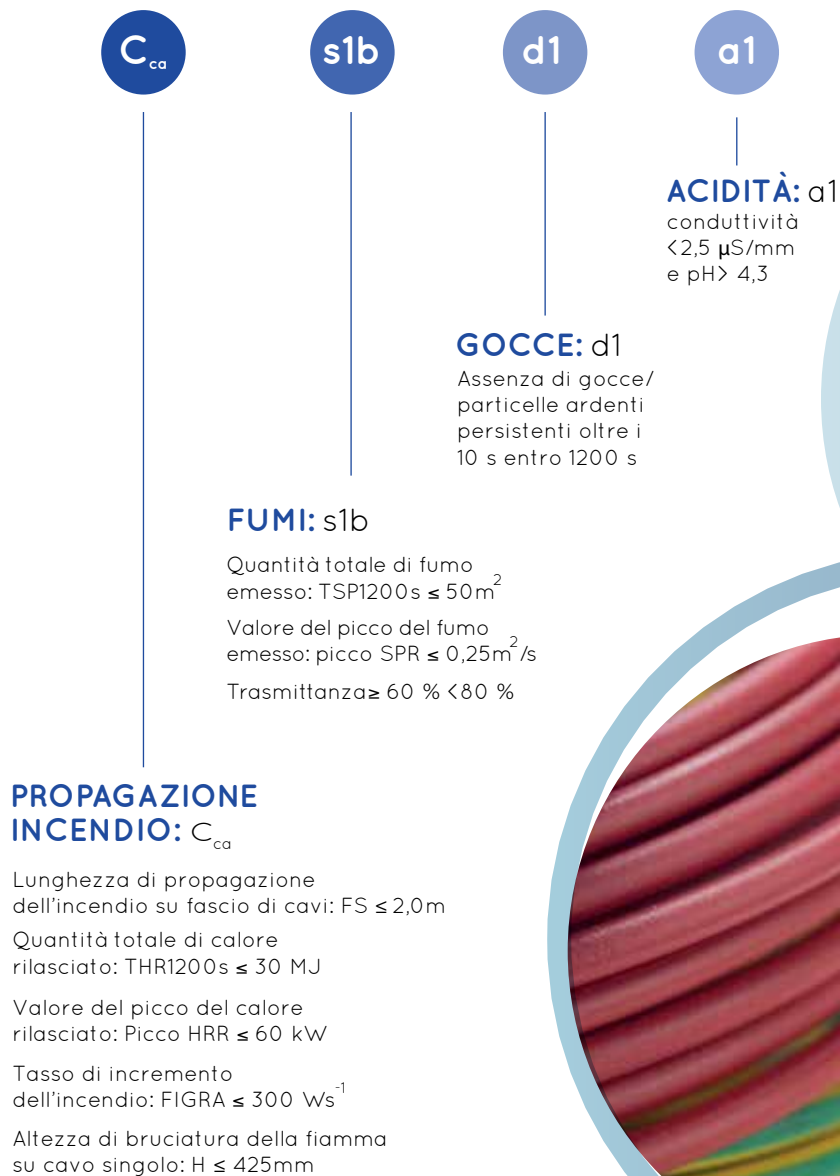 Cca
s1b
d1
a1
ACIDITÀ: a1
conduttività
<2,5 µS/mm
e pH> 4,3
GOCCE: d1
Assenza di gocce/
particelle ardenti
persistenti oltre i
10 s entro 1200 s
FUMI: s1b
Quantità totale di fumo
emesso: TSP1200s ≤ 50m²
Valore del picco del fumo
emesso: picco SPR ≤ 0,25m²/s
Trasmittanza≥ 60 % <80 %
PROPAGAZIONE
INCENDIO: Cca
Lunghezza di propagazione
dell'incendio su fascio di cavi: FS ≤ 2,0m
Quantità totale di calore
rilasciato: THR1200s ≤ 30 MJ
Valore del picco del calore
rilasciato: Picco HRR ≤ 60 kW
Tasso di incremento
dell'incendio: FIGRA ≤ 300 Ws⁻¹
Altezza di bruciatura della fiamma
su cavo singolo: H ≤ 425mm